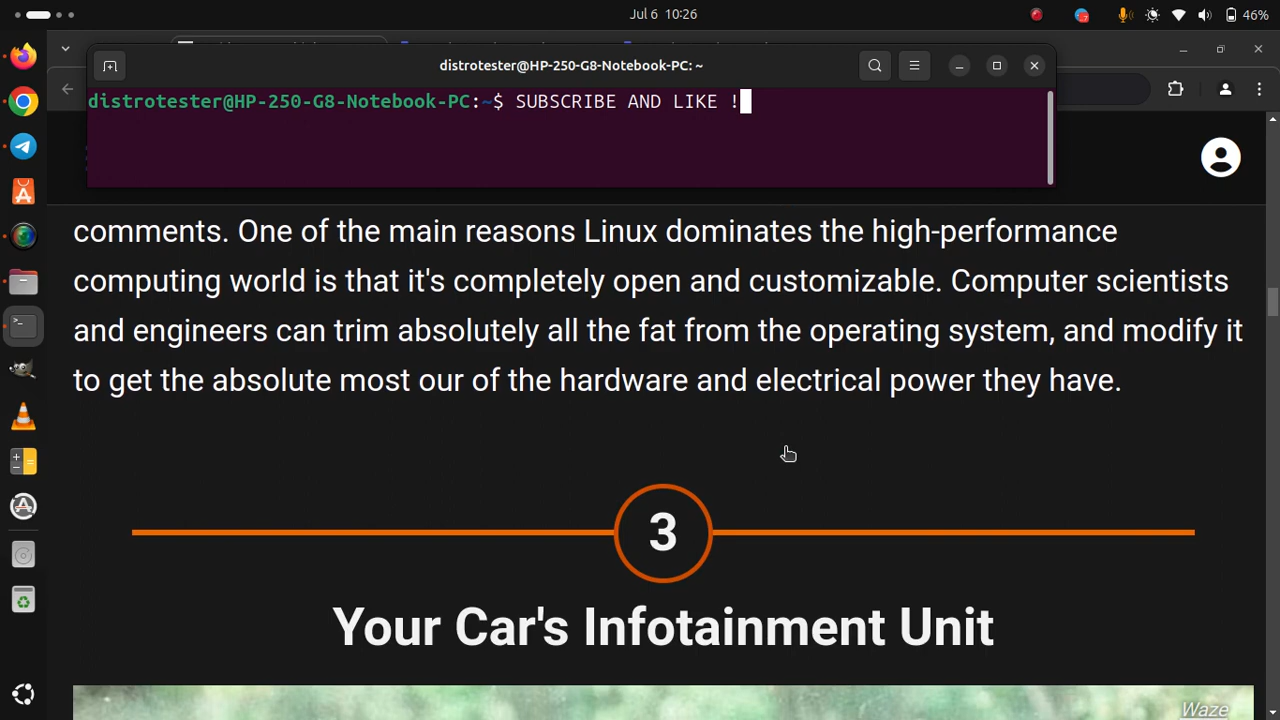 Jul 6 10:26
46%
distrotester@HP-250-G8-Notebook-PC: ~
distrotester@HP-250-G8-Notebook-PC:~$ SUBSCRIBE AND LIKE !
comments. One of the main reasons Linux dominates the high-performance
computing world is that it's completely open and customizable. Computer scientists
and engineers can trim absolutely all the fat from the operating system, and modify it
to get the absolute most our of the hardware and electrical power they have.
3
Your Car's Infotainment Unit
Waze